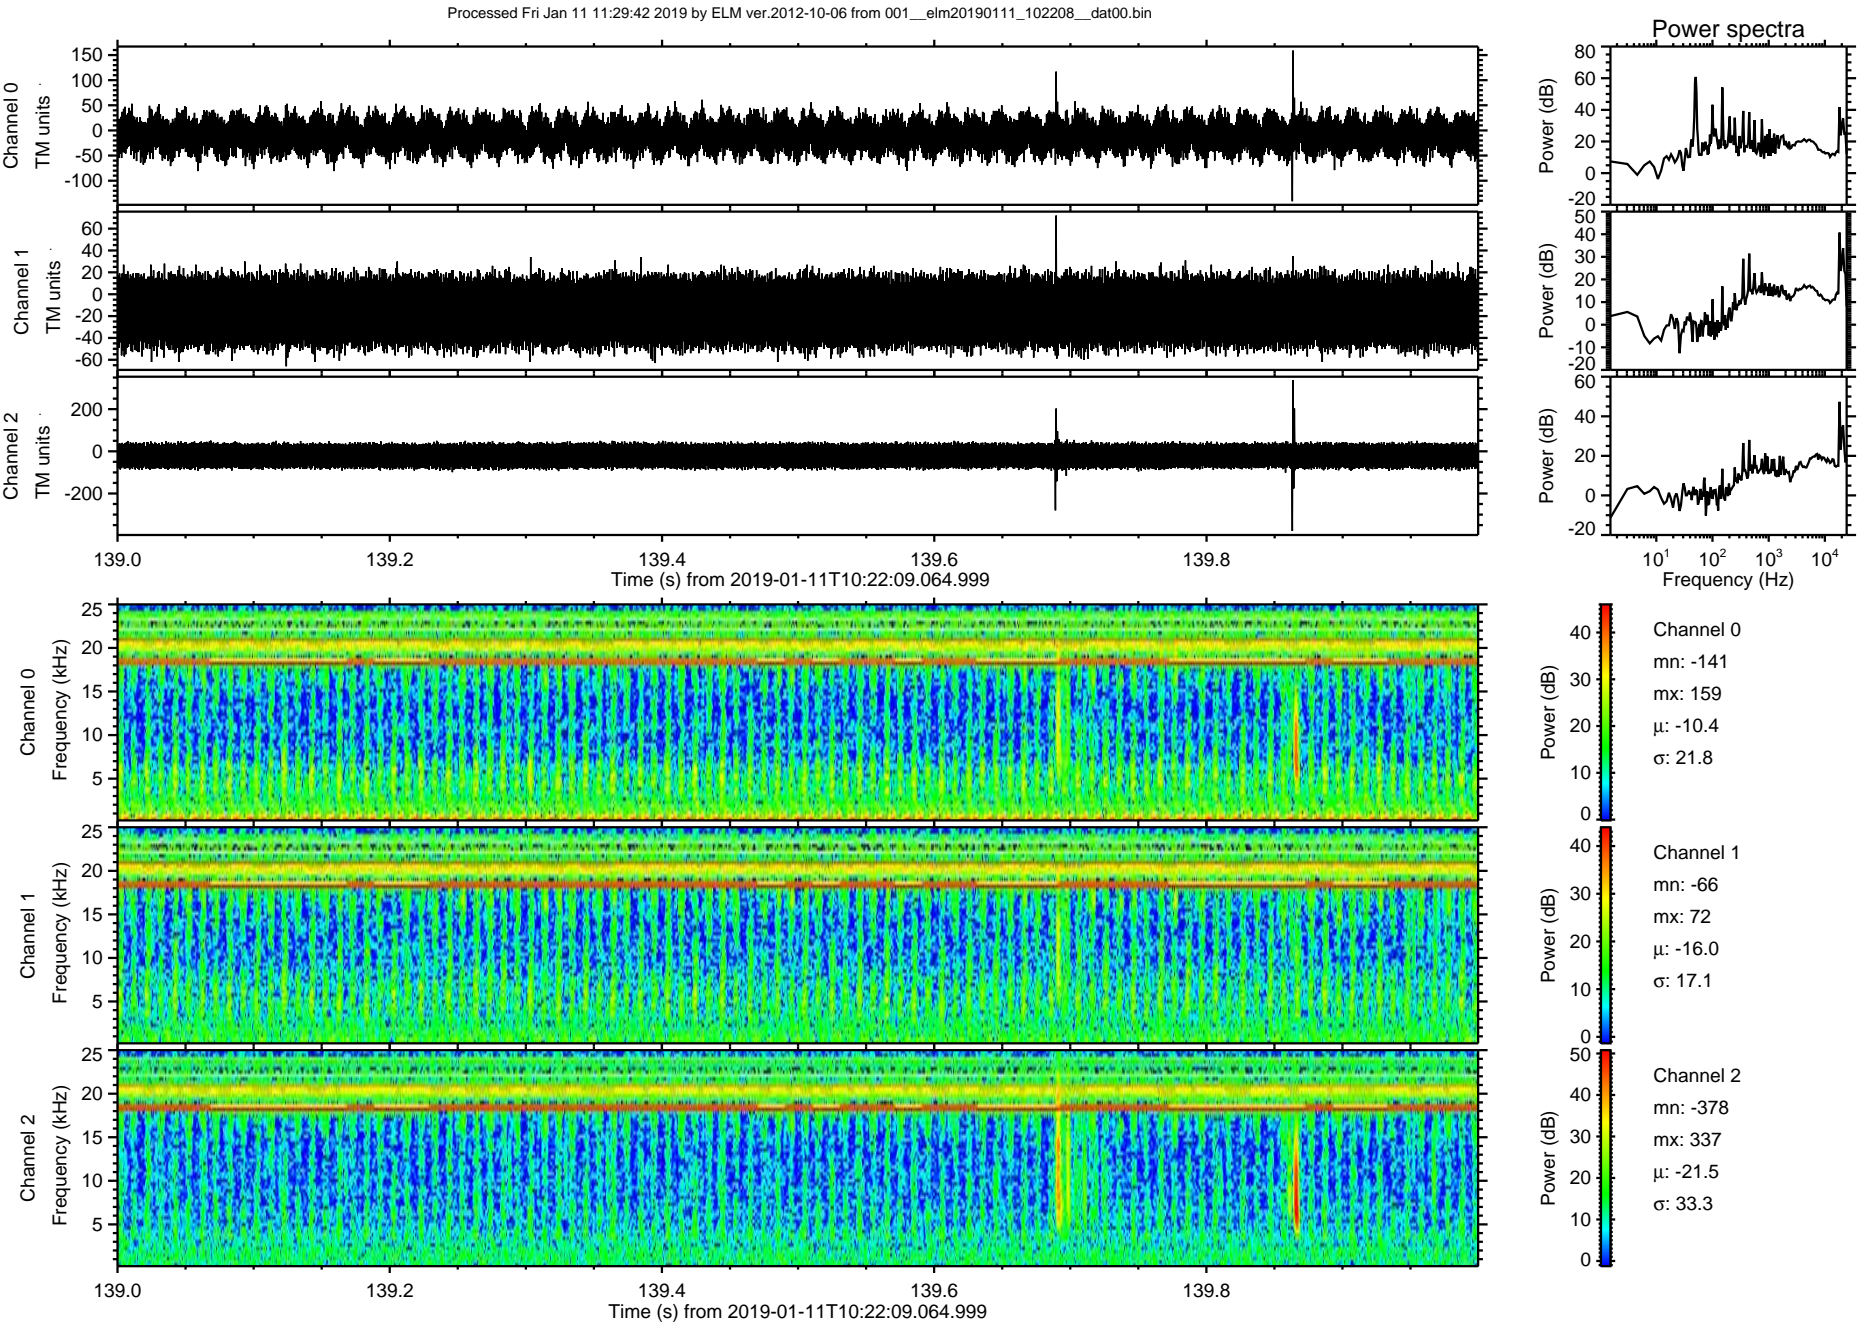 Processed Fri Jan 11 11:29:42 2019 by ELM ver.2012-10-06 from 001__elm20190111_102208__dat00.bin
Power spectra
Channel 0
TM units
150
100
50
0
-50
-100
Power (dB)
80
60
40
20
0
-20
Channel 1
TM units
60
40
20
0
-20
-40
-60
Power (dB)
50
40
30
20
10
0
-10
-20
Channel 2
TM units
200
0
-200
Power (dB)
60
40
20
0
-20
139.0 139.2 139.4 139.6 139.8
Time (s) from 2019-01-11T10:22:09.064.999
10¹ 10² 10³ 10⁴
Frequency (Hz)
Channel 0
Frequency (kHz)
25
20
15
10
5
Power (dB)
40
30
20
10
0
Channel 0
mn: -141
mx: 159
μ: -10.4
σ: 21.8
Channel 1
Frequency (kHz)
25
20
15
10
5
Power (dB)
40
30
20
10
0
Channel 1
mn: -66
mx: 72
μ: -16.0
σ: 17.1
Channel 2
Frequency (kHz)
25
20
15
10
5
Power (dB)
50
40
30
20
10
0
Channel 2
mn: -378
mx: 337
μ: -21.5
σ: 33.3
139.0 139.2 139.4 139.6 139.8
Time (s) from 2019-01-11T10:22:09.064.999